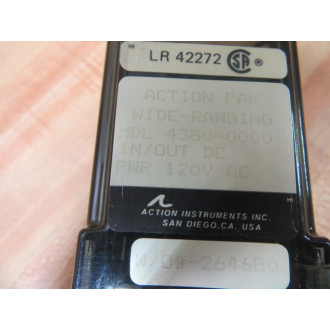 LR 42272
ACTION PAK
WIDE-RANGING
MDL 4380-0000
IN/OUT DC
PWR 120V AC
ACTION INSTRUMENTS INC.
SAN DIEGO, CA. USA
W/O#-264680